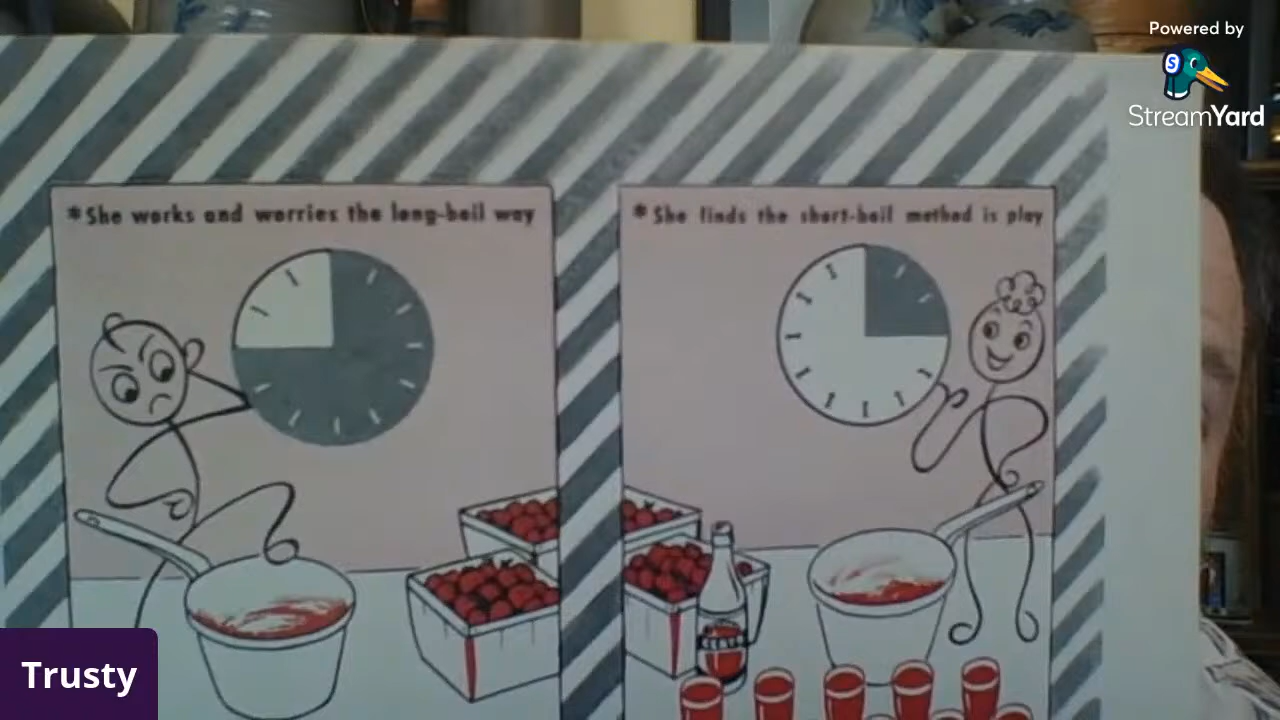 Powered by
StreamYard
*She works and worries the long-boil way
*She finds the short-boil method is play
CERTO
Trusty